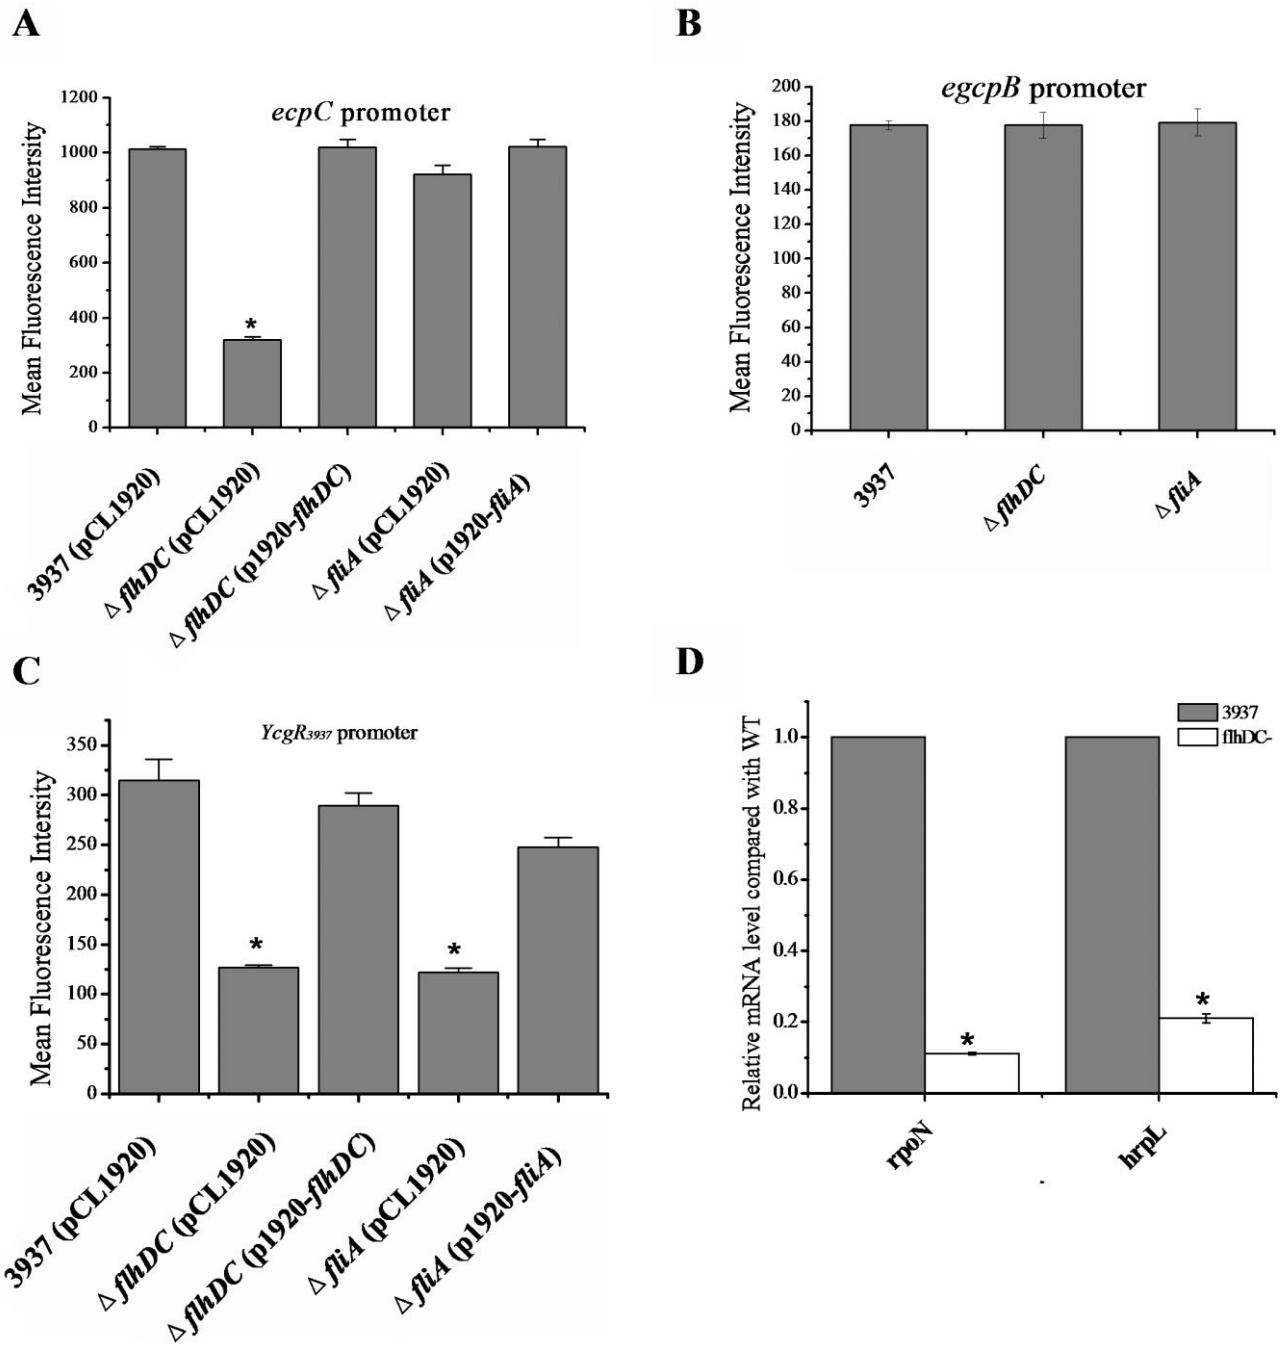 A
ecpC promoter
Mean Fluorescence Intersity
1200
1000
800
600
400
200
0
*
3937 (pCL1920)
△ flhDC (pCL1920)
△ flhDC (p1920-flhDC)
△ fliA (pCL1920)
△ fliA (p1920-fliA)
B
egcpB promoter
Mean Fluorescence Intensity
200
180
160
140
120
100
80
60
40
20
0
3937
△ flhDC
△ fliA
C
YcgR3937 promoter
Mean Fluorescence Intersity
350
300
250
200
150
100
50
0
*
*
3937 (pCL1920)
△ flhDC (pCL1920)
△ flhDC (p1920-flhDC)
△ fliA (pCL1920)
△ fliA (p1920-fliA)
D
3937
flhDC-
Relative mRNA level compared with WT
1.0
0.8
0.6
0.4
0.2
0.0
*
*
rpoN
hrpL